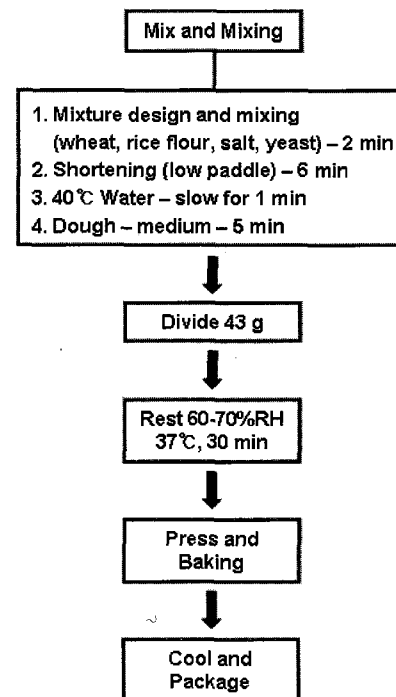 Mix and Mixing
1. Mixture design and mixing
(wheat, rice flour, salt, yeast) – 2 min
2. Shortening (low paddle) – 6 min
3. 40℃ Water – slow for 1 min
4. Dough – medium – 5 min
Divide 43 g
Rest 60-70%RH
37℃, 30 min
Press and
Baking
Cool and
Package